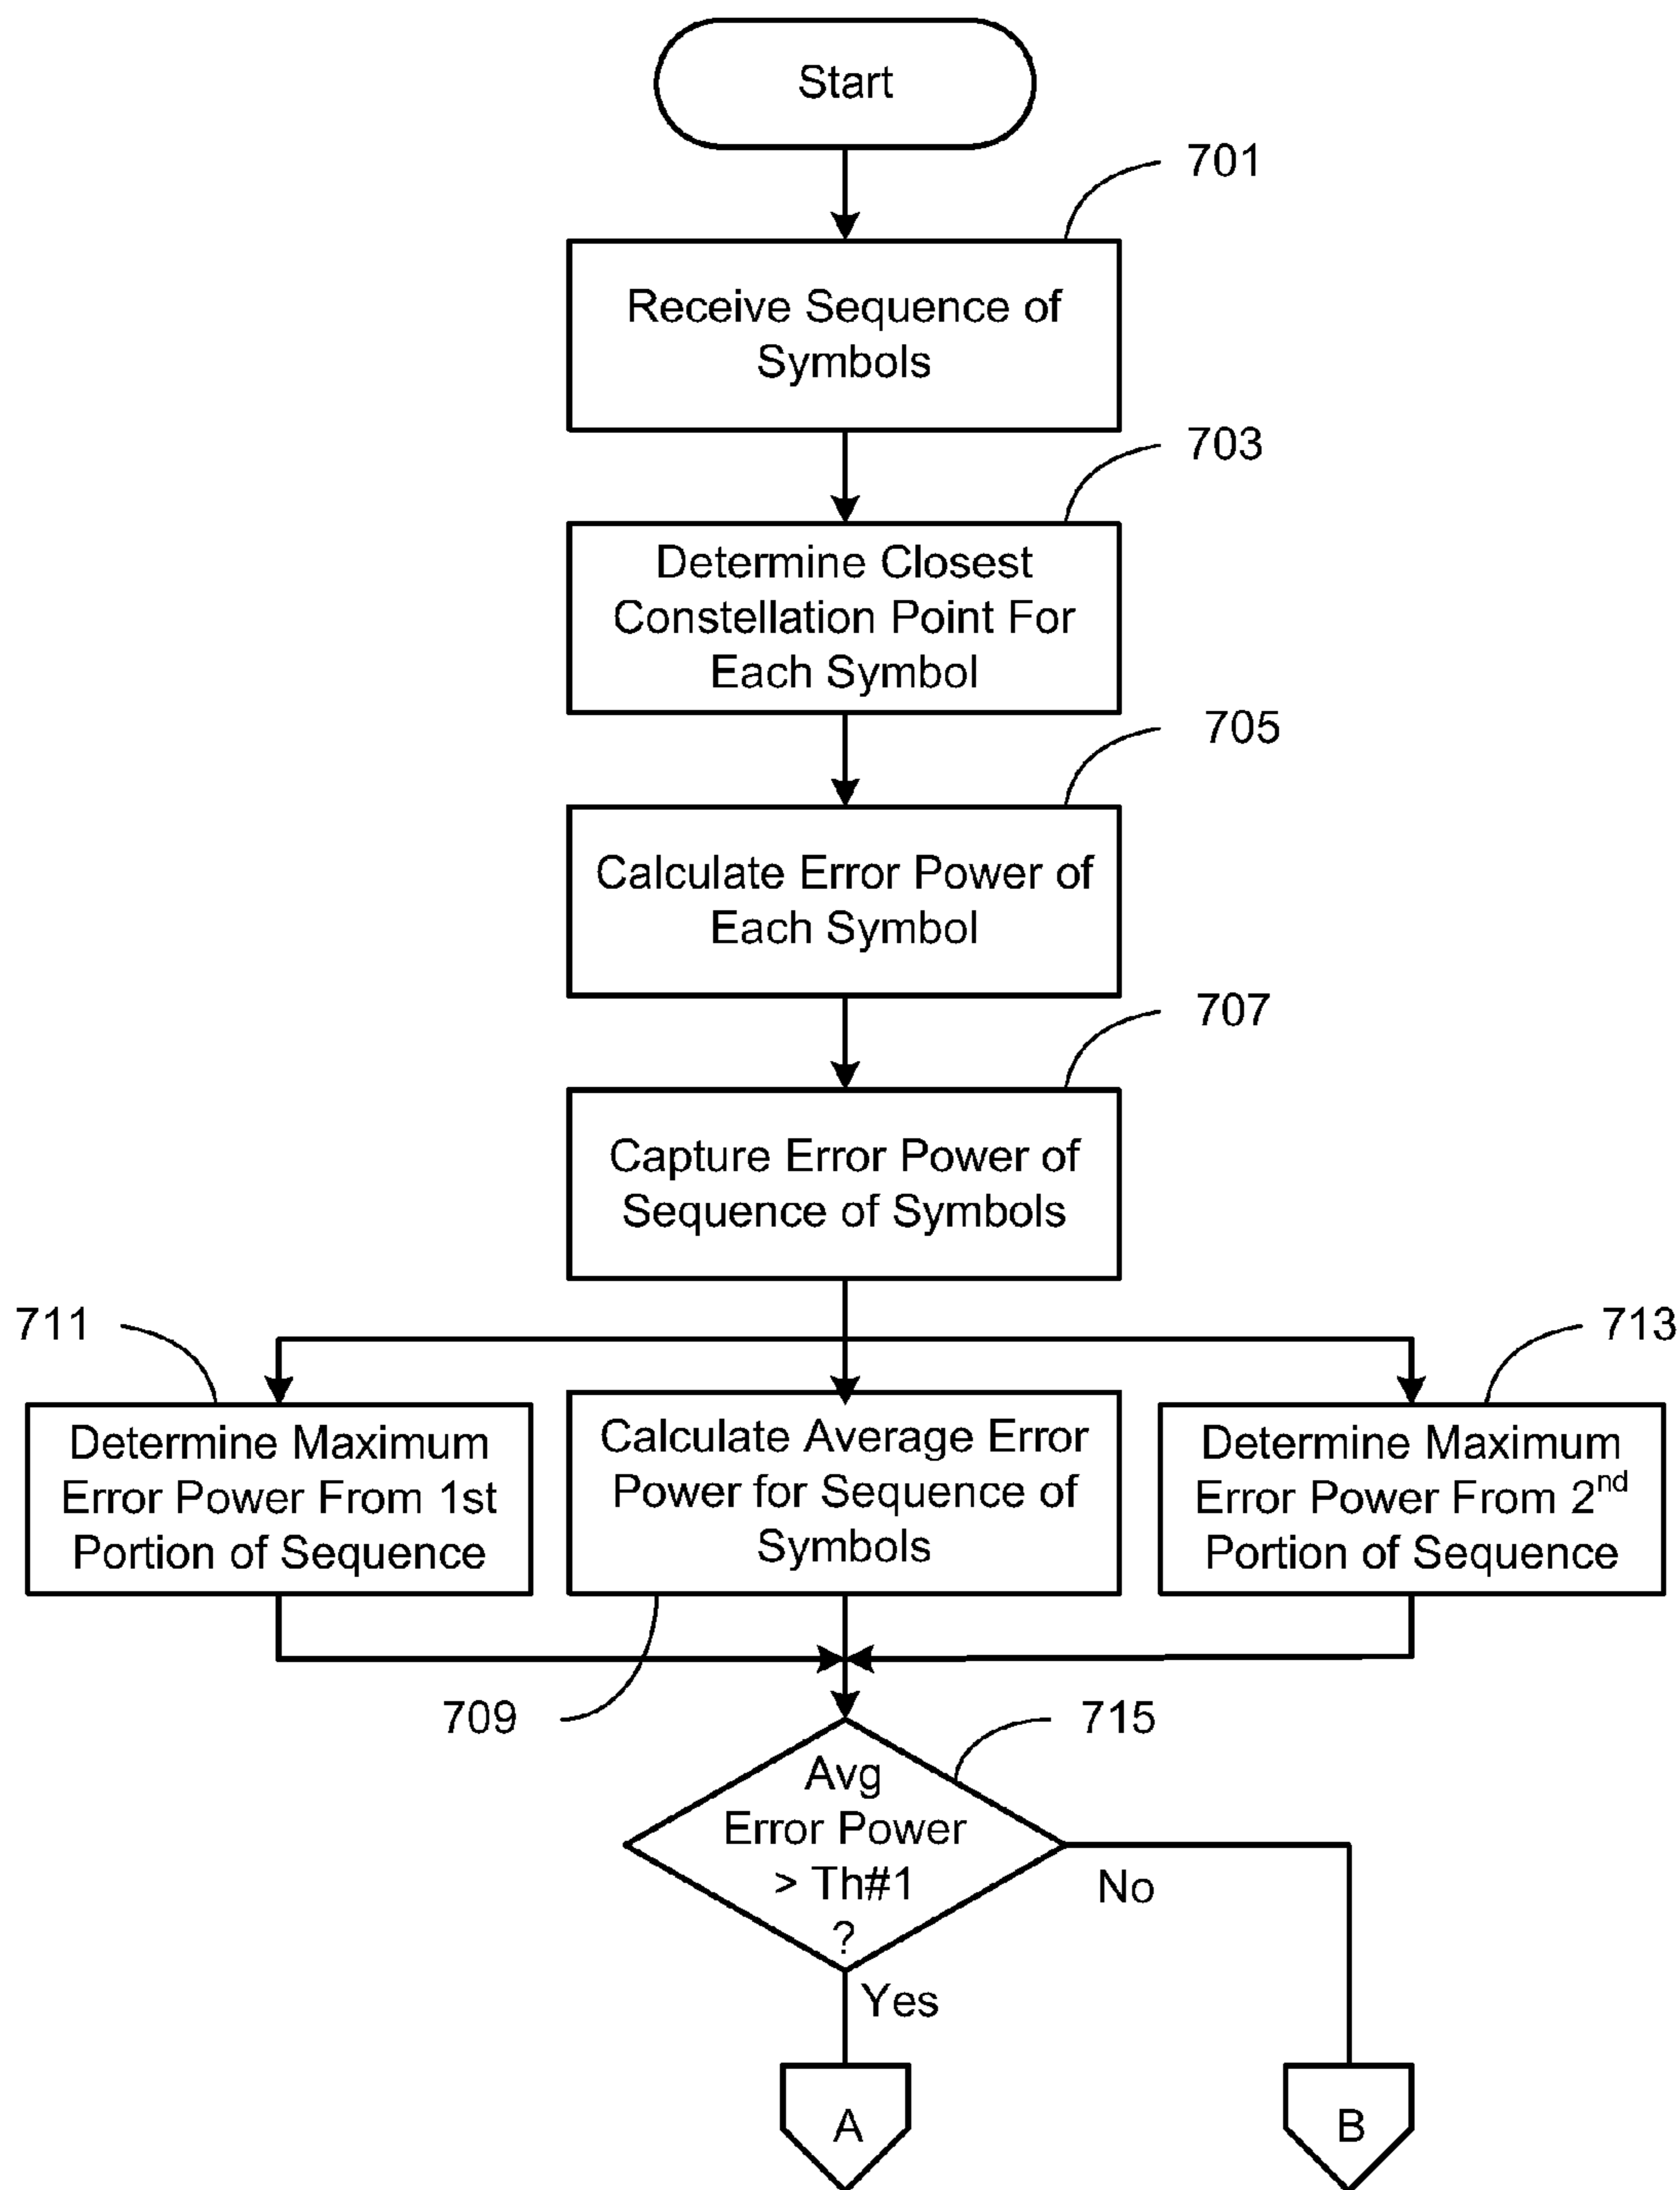 Start
701
Receive Sequence of
Symbols
703
Determine Closest
Constellation Point For
Each Symbol
705
Calculate Error Power of
Each Symbol
707
Capture Error Power of
Sequence of Symbols
711
713
Determine Maximum
Error Power From 1st
Portion of Sequence
Calculate Average Error
Power for Sequence of
Symbols
Determine Maximum
Error Power From 2nd
Portion of Sequence
709
715
Avg
Error Power
> Th#1
?
No
Yes
A
B